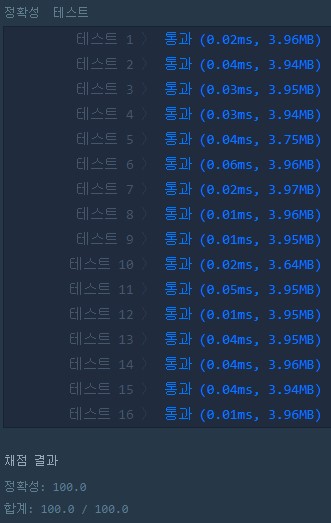 정확성 테스트
테스트 1 〉 통과 (0.02ms, 3.96MB)
테스트 2 〉 통과 (0.04ms, 3.94MB)
테스트 3 〉 통과 (0.03ms, 3.95MB)
테스트 4 〉 통과 (0.03ms, 3.94MB)
테스트 5 〉 통과 (0.04ms, 3.75MB)
테스트 6 〉 통과 (0.06ms, 3.96MB)
테스트 7 〉 통과 (0.02ms, 3.97MB)
테스트 8 〉 통과 (0.01ms, 3.96MB)
테스트 9 〉 통과 (0.01ms, 3.95MB)
테스트 10 〉 통과 (0.02ms, 3.64MB)
테스트 11 〉 통과 (0.05ms, 3.95MB)
테스트 12 〉 통과 (0.01ms, 3.95MB)
테스트 13 〉 통과 (0.04ms, 3.95MB)
테스트 14 〉 통과 (0.04ms, 3.96MB)
테스트 15 〉 통과 (0.04ms, 3.94MB)
테스트 16 〉 통과 (0.01ms, 3.96MB)
채점 결과
정확성: 100.0
합계: 100.0 / 100.0